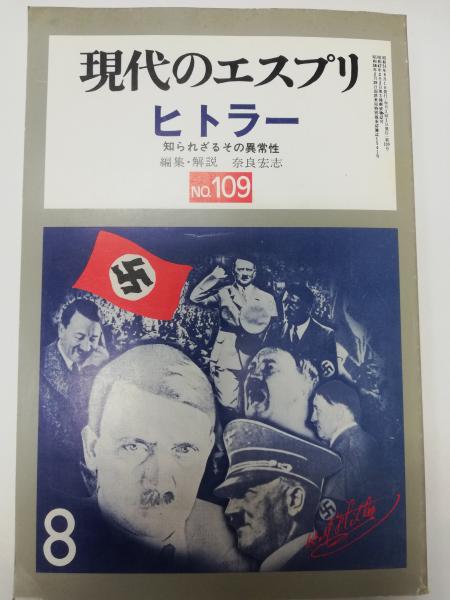 現代のエスプリ
ヒトラー
知られざるその異常性
編集・解説 奈良宏志
NO.109
8